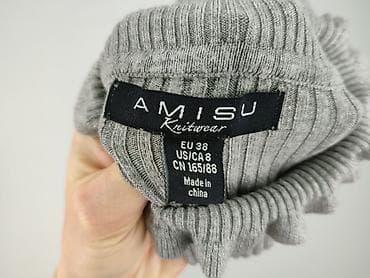 AMISU
Knitwear
EU 38
US/CA 8
CN 165/88
Made in
china